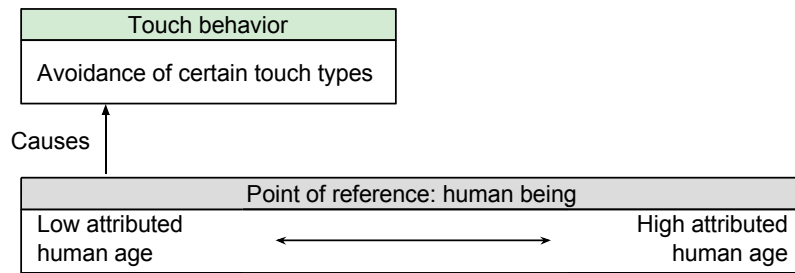 Touch behavior
Avoidance of certain touch types
Causes
Point of reference: human being
Low attributed
human age
High attributed
human age